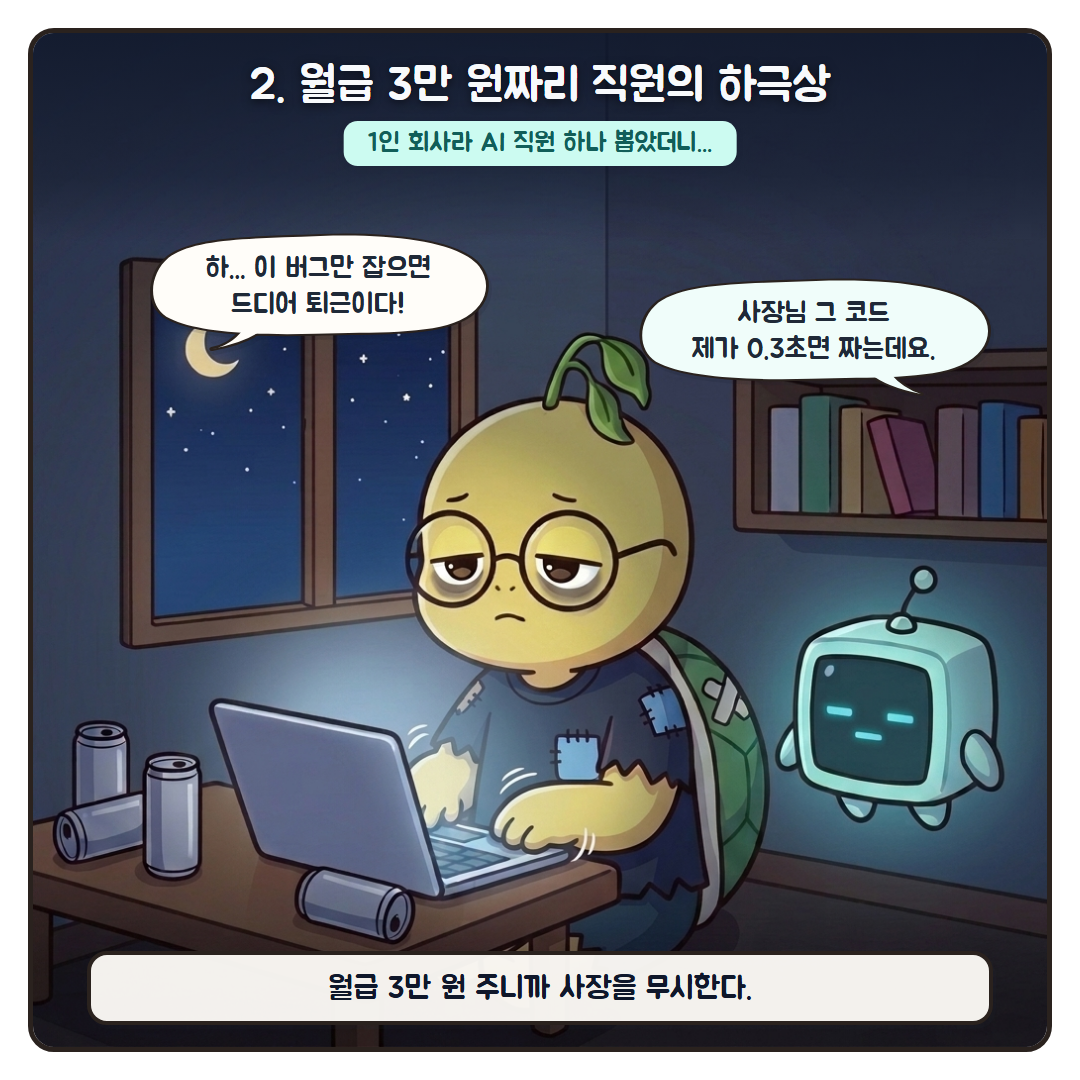 2. 월급 3만 원짜리 직원의 하극상
1인 회사라 AI 직원 하나 뽑았더니...
하... 이 버그만 잡으면
드디어 퇴근이다!
사장님 그 코드
제가 0.3초면 짜는데요.
월급 3만 원 주니까 사장을 무시한다.